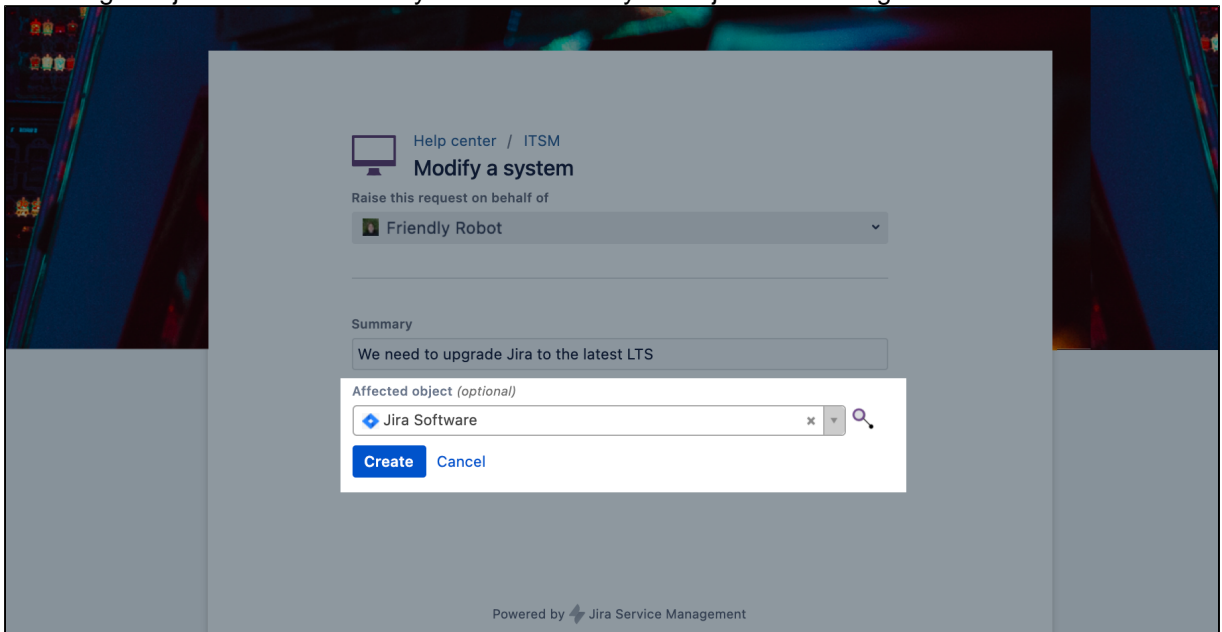 Help center / ITSM
Modify a system
Raise this request on behalf of
Friendly Robot
Summary
We need to upgrade Jira to the latest LTS
Affected object (optional)
Jira Software
Create Cancel
Powered by Jira Service Management